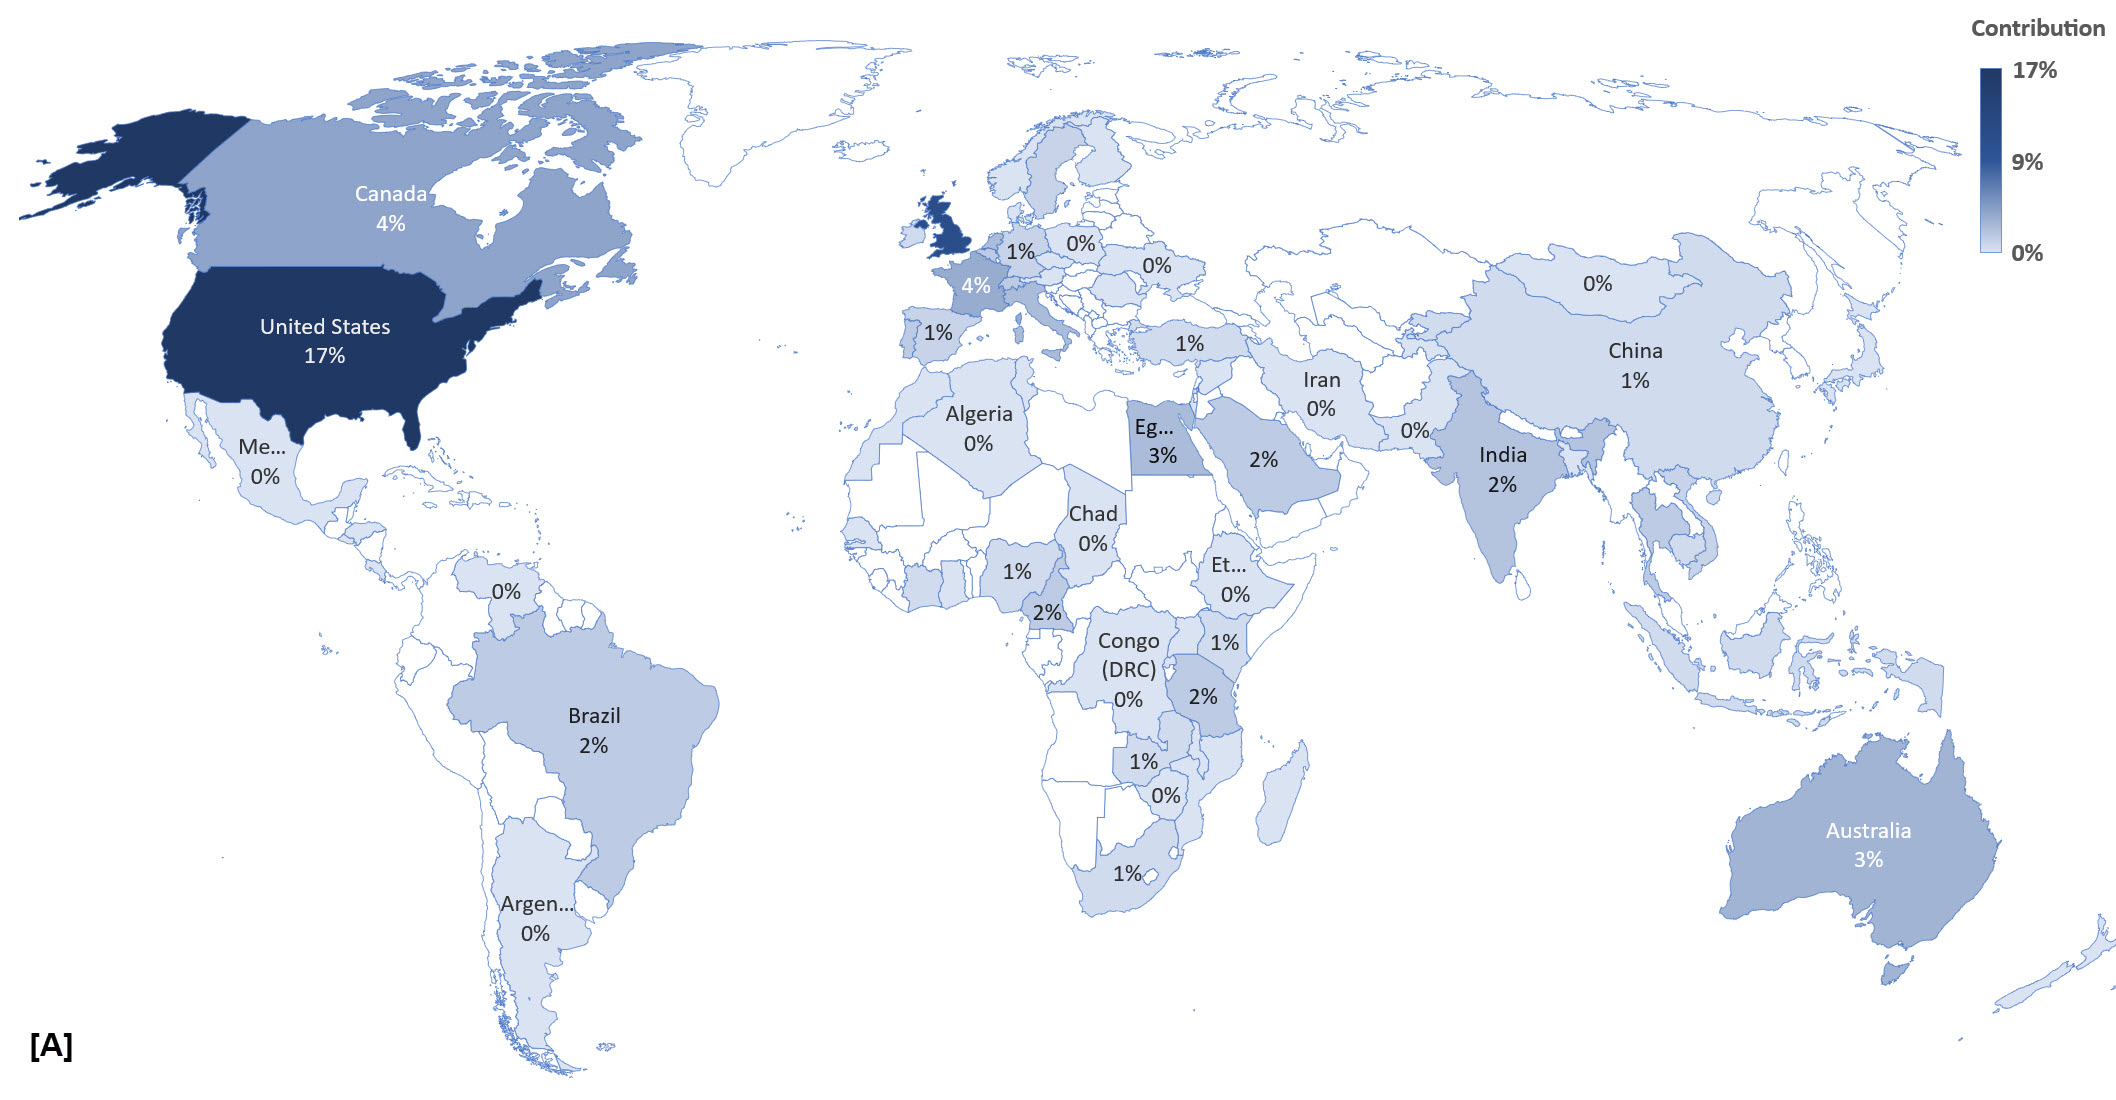 Contribution
17%
9%
0%
Canada
4%
United States
17%
Me...
0%
0%
Brazil
2%
Argen...
0%
1%
0%
0%
4%
1%
1%
Algeria
0%
Eg...
3%
2%
Iran
0%
0%
0%
China
1%
India
2%
Chad
0%
1%
2%
Et...
0%
Congo
(DRC)
0%
1%
2%
1%
0%
1%
Australia
3%
[A]